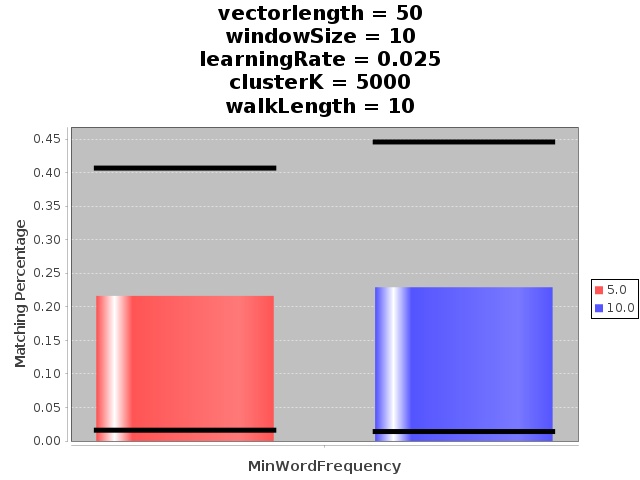 vectorlength = 50
windowSize = 10
learningRate = 0.025
clusterK = 5000
walkLength = 10
Matching Percentage
0.45
0.40
0.35
0.30
0.25
0.20
0.15
0.10
0.05
0.00
MinWordFrequency
5.0
10.0